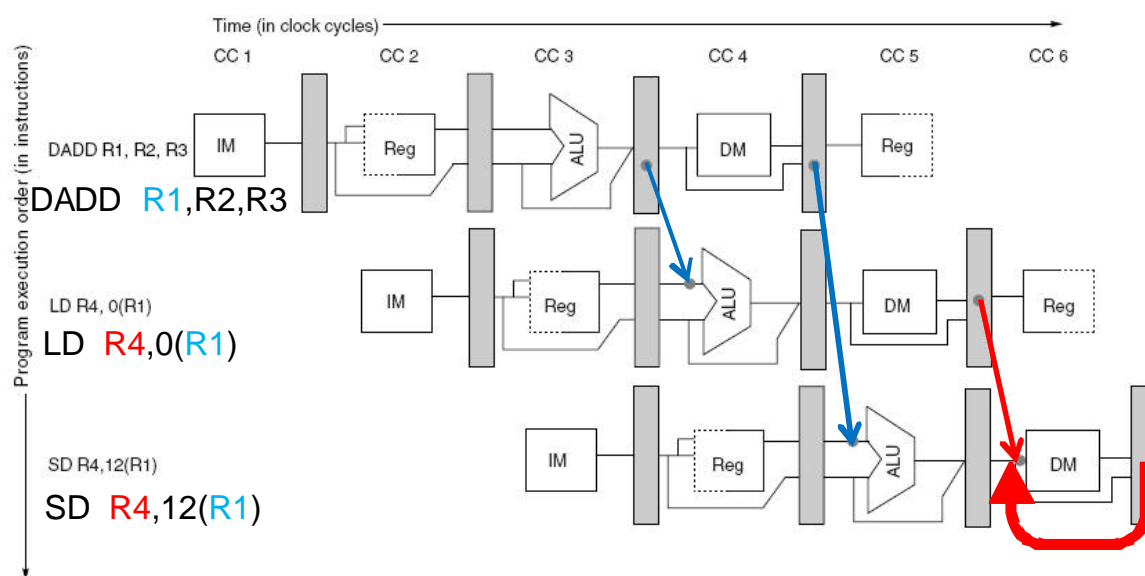 Time (in clock cycles)
CC 1 CC 2 CC 3 CC 4 CC 5 CC 6
Program execution order (in instructions)
DADD R1, R2, R3 IM Reg ALU DM Reg
DADD R1,R2,R3
LD R4, 0(R1) IM Reg ALU DM Reg
LD R4,0(R1)
SD R4,12(R1) IM Reg ALU DM
SD R4,12(R1)